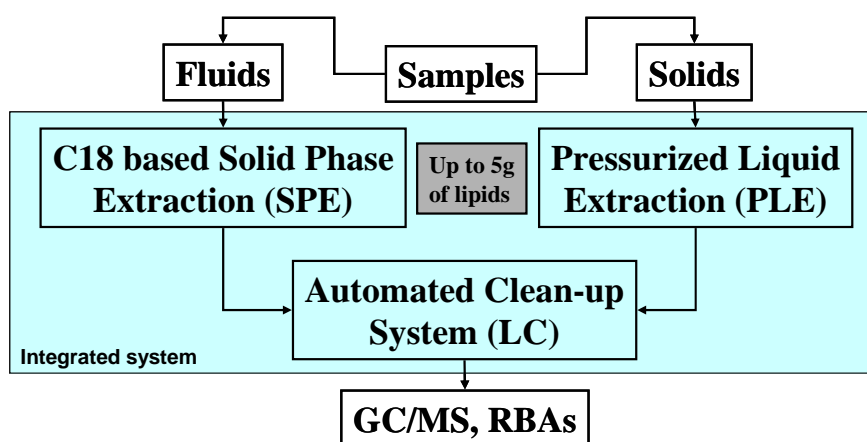 Samples
Fluids
Solids
C18 based Solid Phase
Extraction (SPE)
Up to 5g
of lipids
Pressurized Liquid
Extraction (PLE)
Automated Clean-up
System (LC)
Integrated system
GC/MS, RBAs